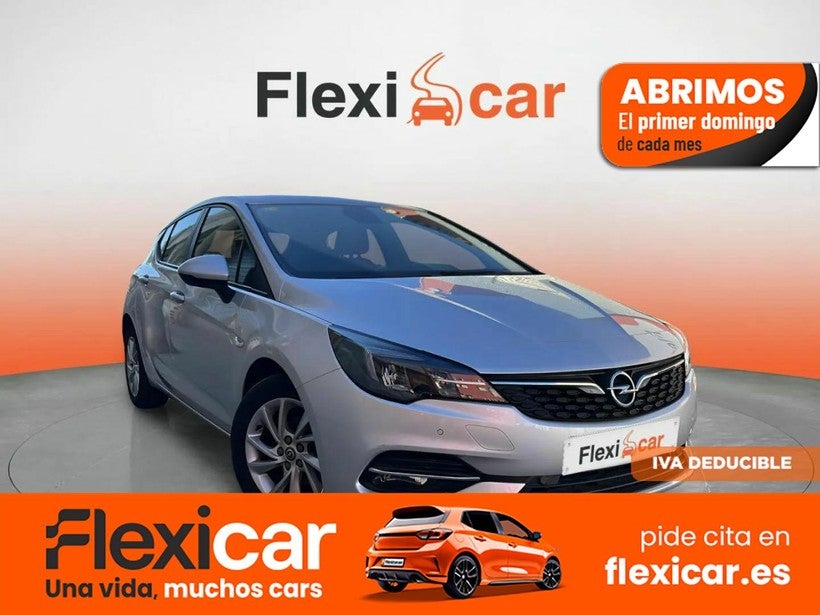 Flexicar
ABRIMOS
El primer domingo
de cada mes
Flexicar
IVA DEDUCIBLE
Flexicar
Una vida, muchos cars
pide cita en
flexicar.es